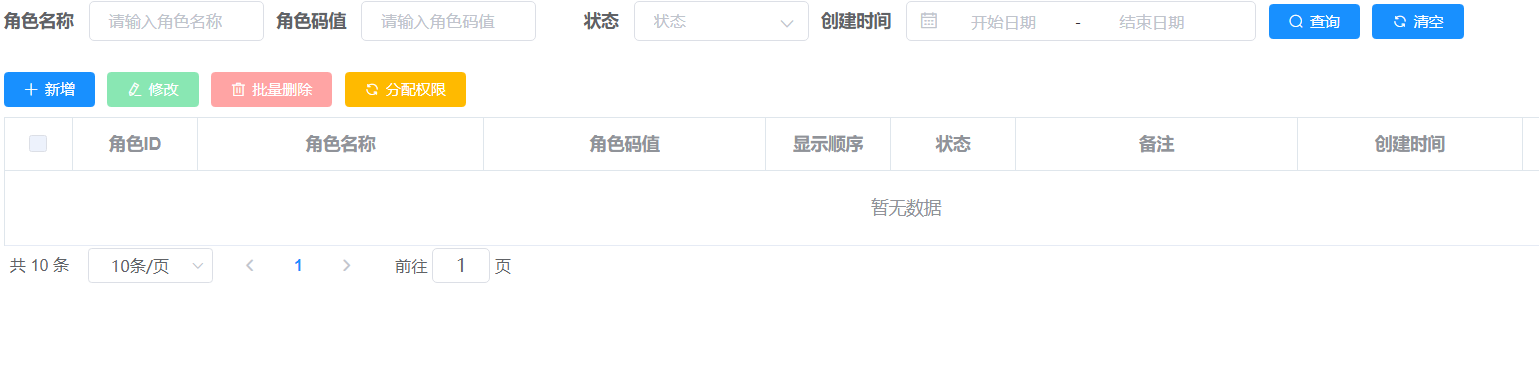 角色名称 请输入角色名称 角色码值 请输入角色码值 状态 状态 创建时间 开始日期 - 结束日期 查询 清空
新增 修改 批量删除 分配权限
角色ID 角色名称 角色码值 显示顺序 状态 备注 创建时间
暂无数据
共 10 条 10条/页 1 前往 1 页